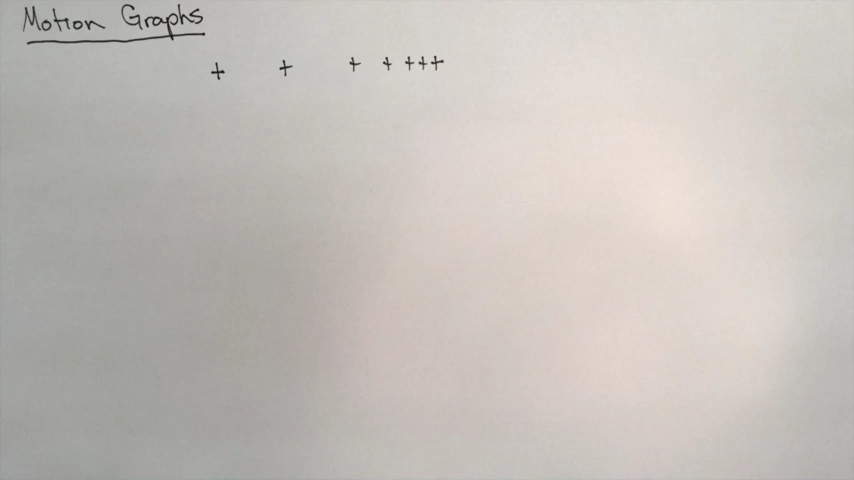 Motion Graphs
+ + + + + + +